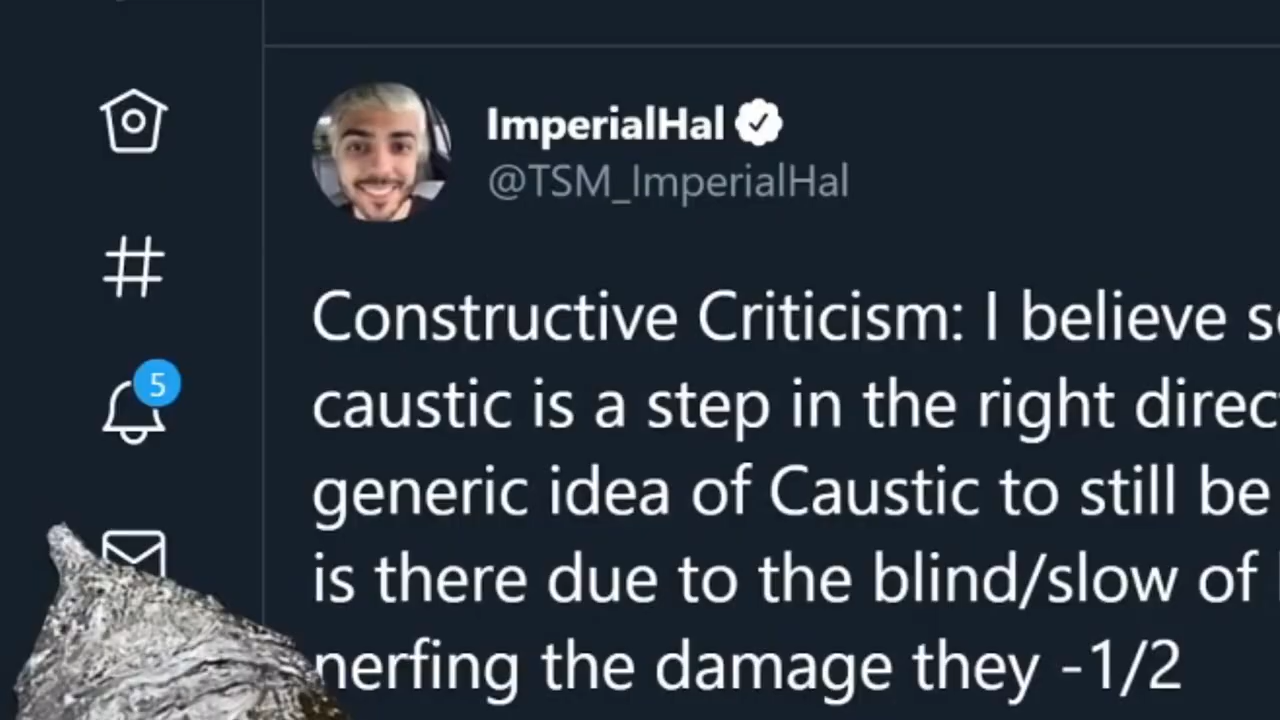 ImperialHal
@TSM_ImperialHal
Constructive Criticism: I believe
caustic is a step in the right
generic idea of Caustic to still be
is there due to the blind/slow of
nerfing the damage they -1/2
5